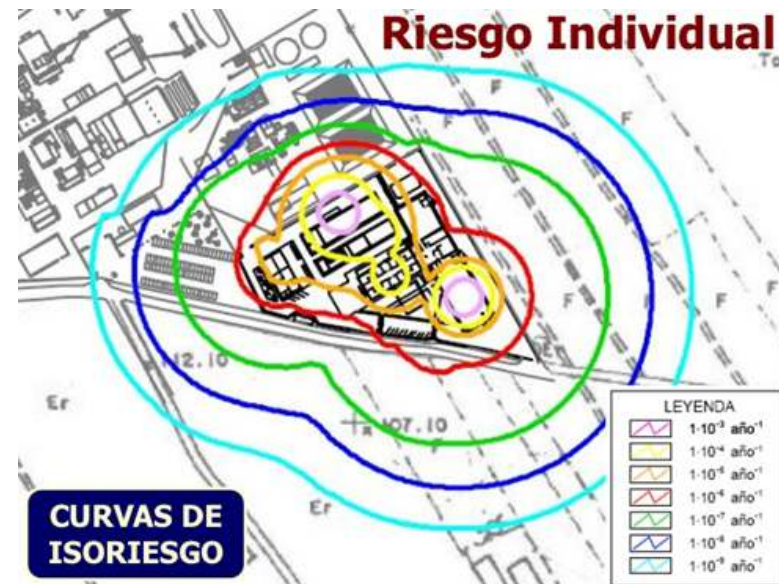 Riesgo Individual
To
F
F
F
F
F
F
F
112.10
Er
107.10
Er
CURVAS DE
ISORIESGO
LEYENDA
1·10⁻³ año⁻¹
1·10⁻⁴ año⁻¹
1·10⁻⁵ año⁻¹
1·10⁻⁶ año⁻¹
1·10⁻⁷ año⁻¹
1·10⁻⁸ año⁻¹
1·10⁻⁹ año⁻¹